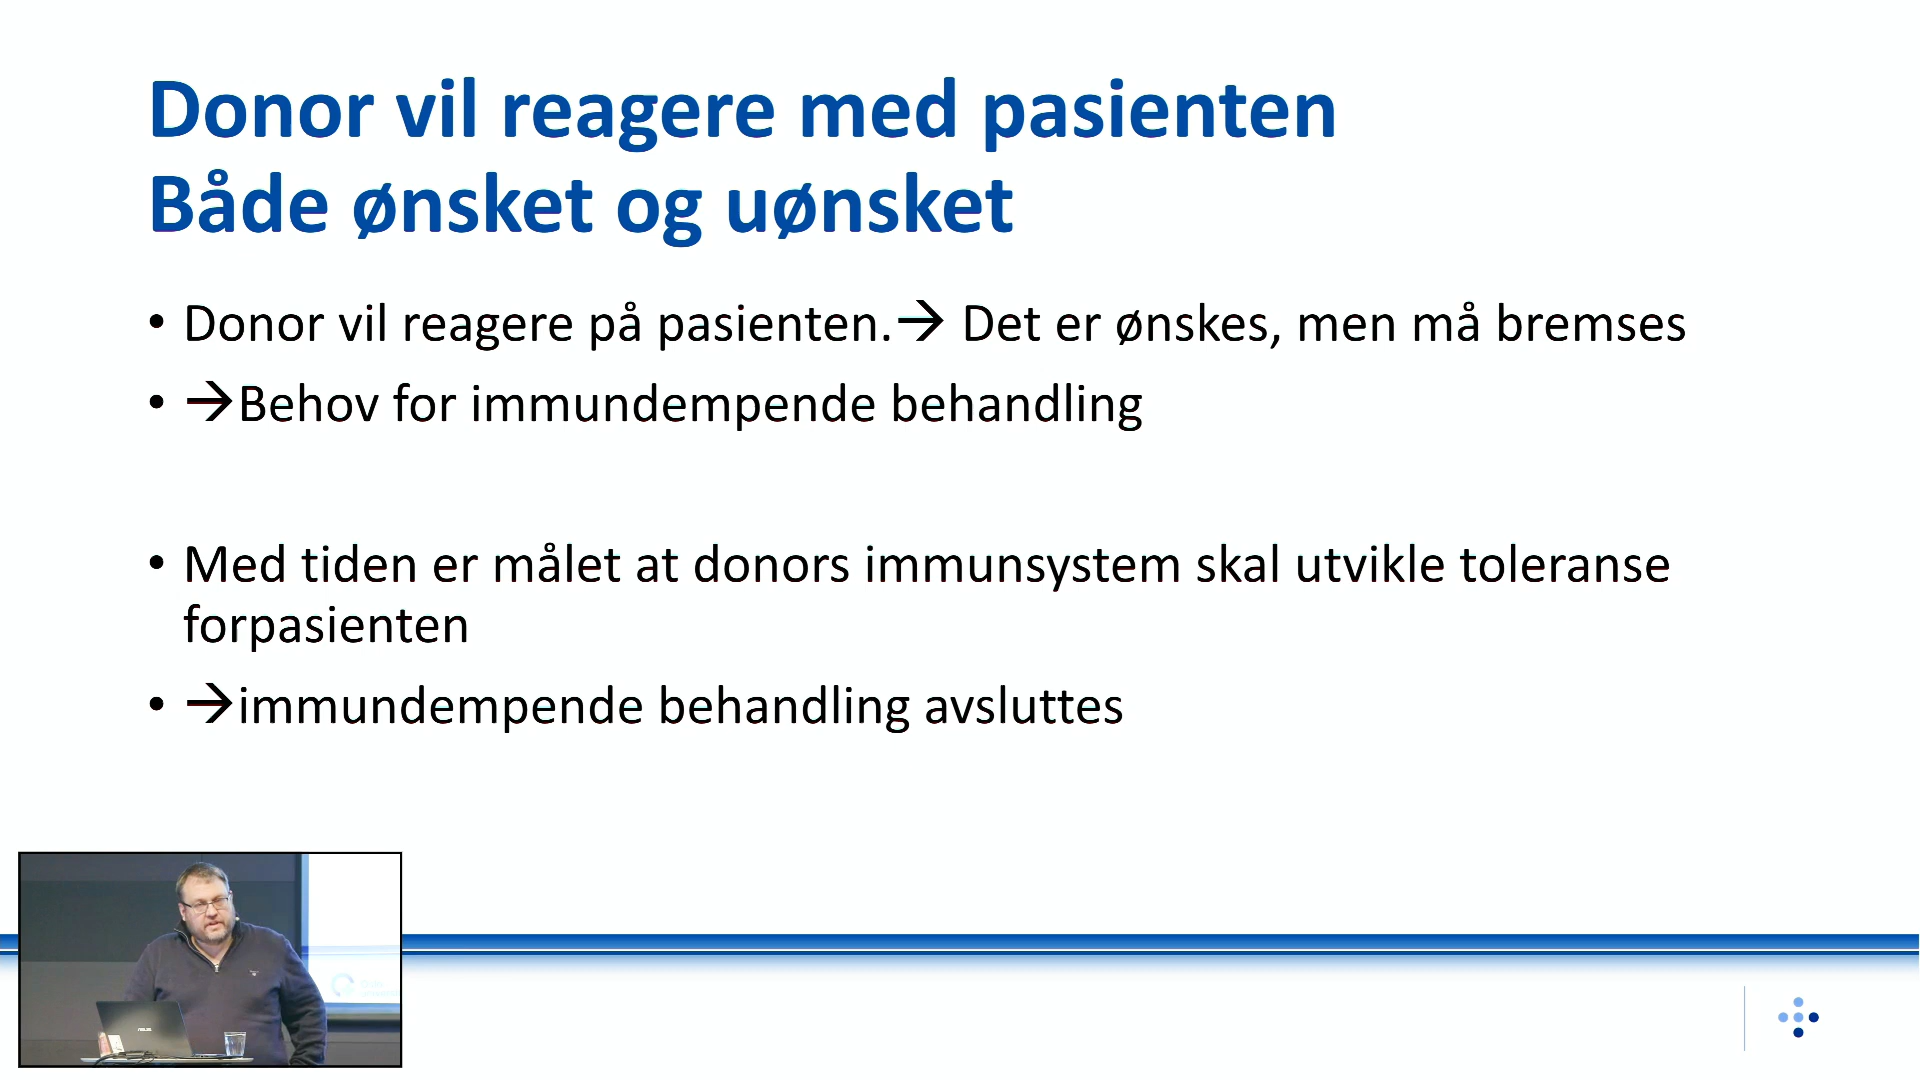 Donor vil reagere med pasienten
Både ønsket og uønsket
• Donor vil reagere på pasienten.→ Det er ønskes, men må bremses
• →Behov for immundempende behandling
• Med tiden er målet at donors immunsystem skal utvikle toleranse
forpasienten
• →immundempende behandling avsluttes
ASUS